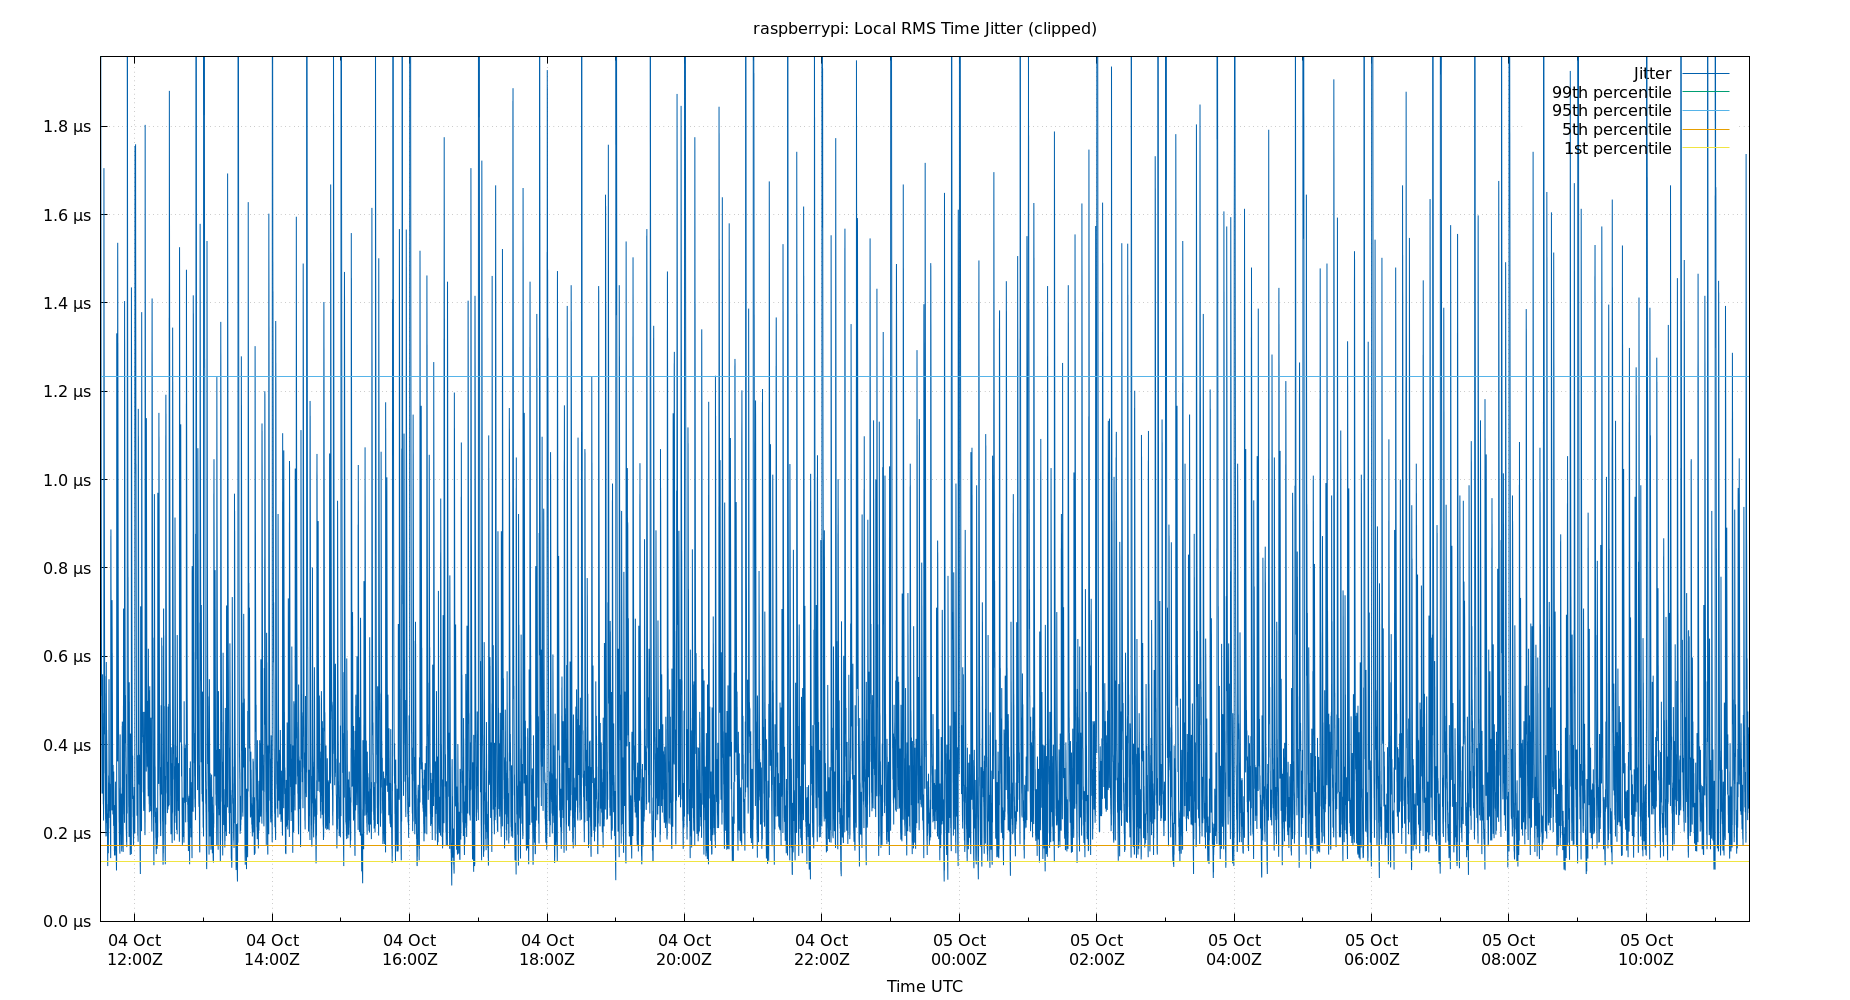 raspberrypi: Local RMS Time Jitter (clipped)
Jitter
99th percentile
95th percentile
5th percentile
1st percentile
1.8 µs
1.6 µs
1.4 µs
1.2 µs
1.0 µs
0.8 µs
0.6 µs
0.4 µs
0.2 µs
0.0 µs
04 Oct 04 Oct 04 Oct 04 Oct 04 Oct 04 Oct 05 Oct 05 Oct 05 Oct 05 Oct 05 Oct 05 Oct
12:00Z 14:00Z 16:00Z 18:00Z 20:00Z 22:00Z 00:00Z 02:00Z 04:00Z 06:00Z 08:00Z 10:00Z
Time UTC